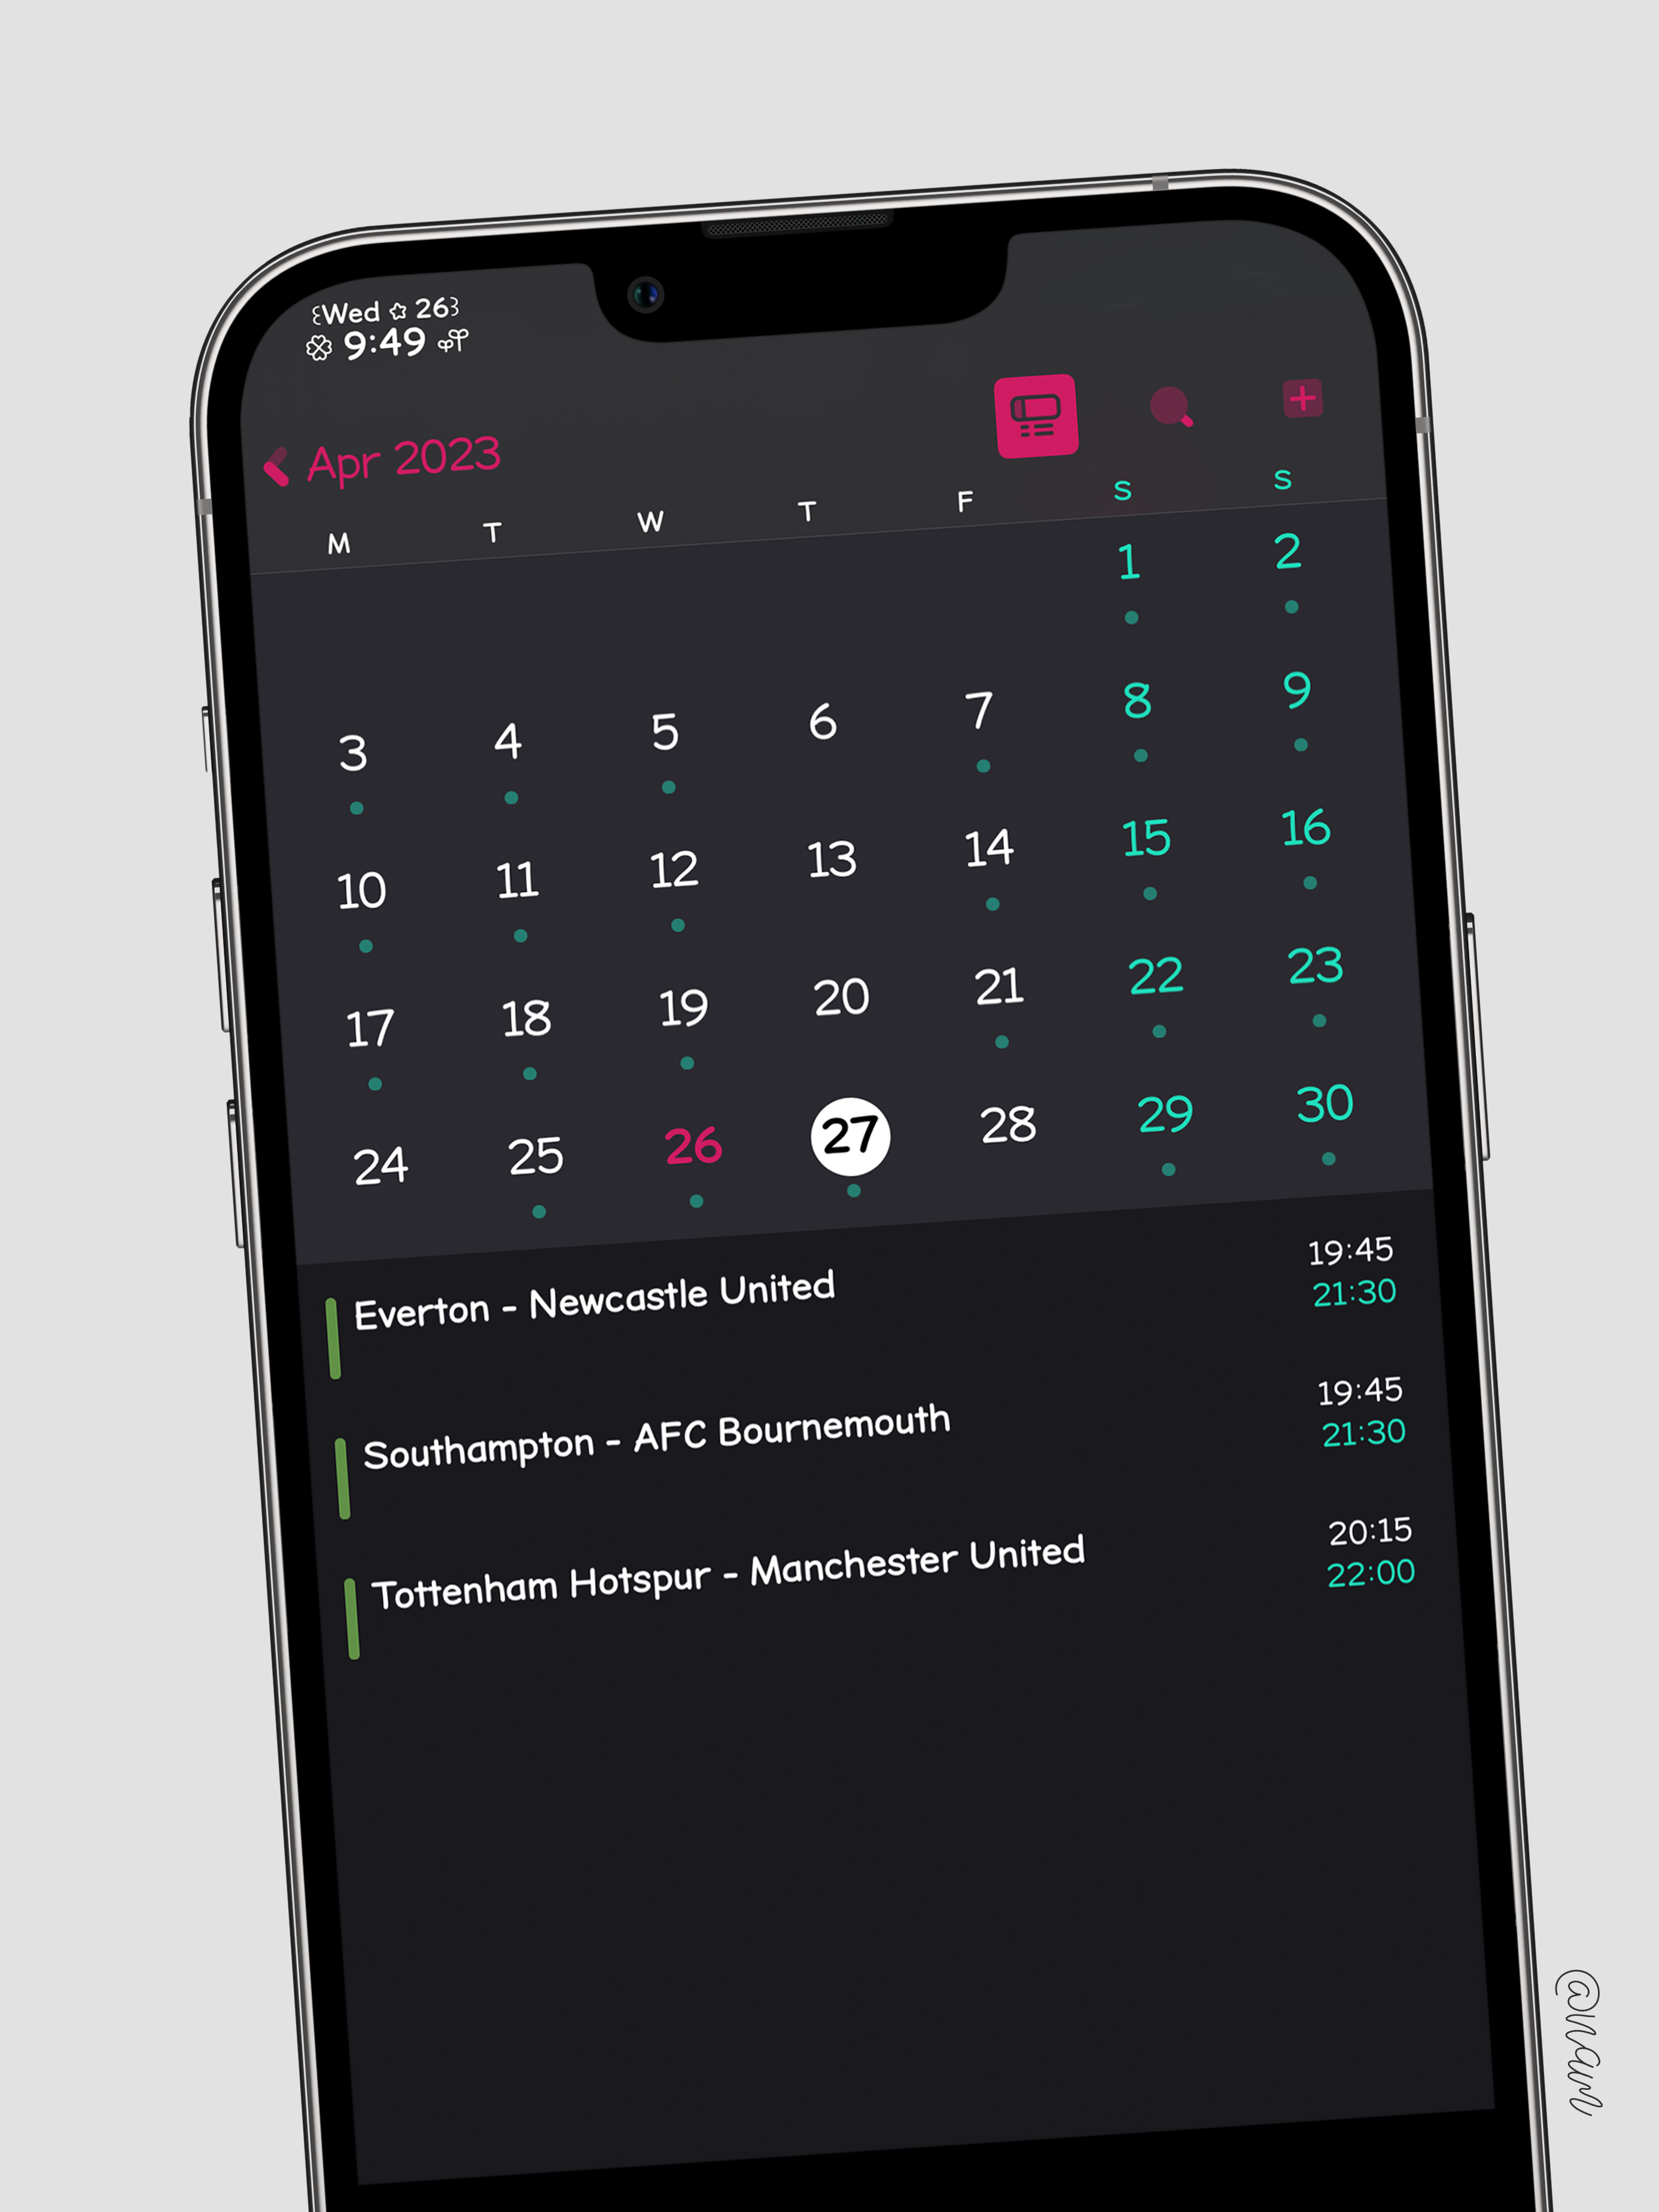 Wed 26
9:49
Apr 2023
M T W T F S S
1 2
3 4 5 6 7 8 9
10 11 12 13 14 15 16
17 18 19 20 21 22 23
24 25 26 27 28 29 30
Everton - Newcastle United 19:45
21:30
Southampton - AFC Bournemouth 19:45
21:30
Tottenham Hotspur - Manchester United 20:15
22:00
@nam